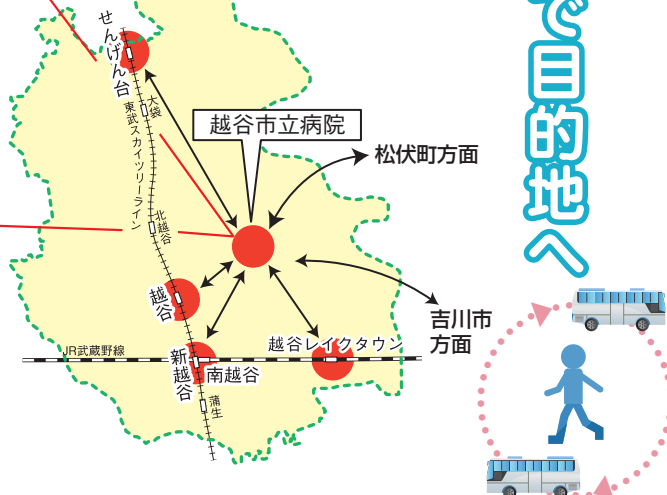 で目的地へ
せんげん台
大袋
東武スカイツリーライン
越谷市立病院
松伏町方面
北越谷
越谷
吉川市
方面
JR武蔵野線
新越谷
南越谷
越谷レイクタウン
蒲生